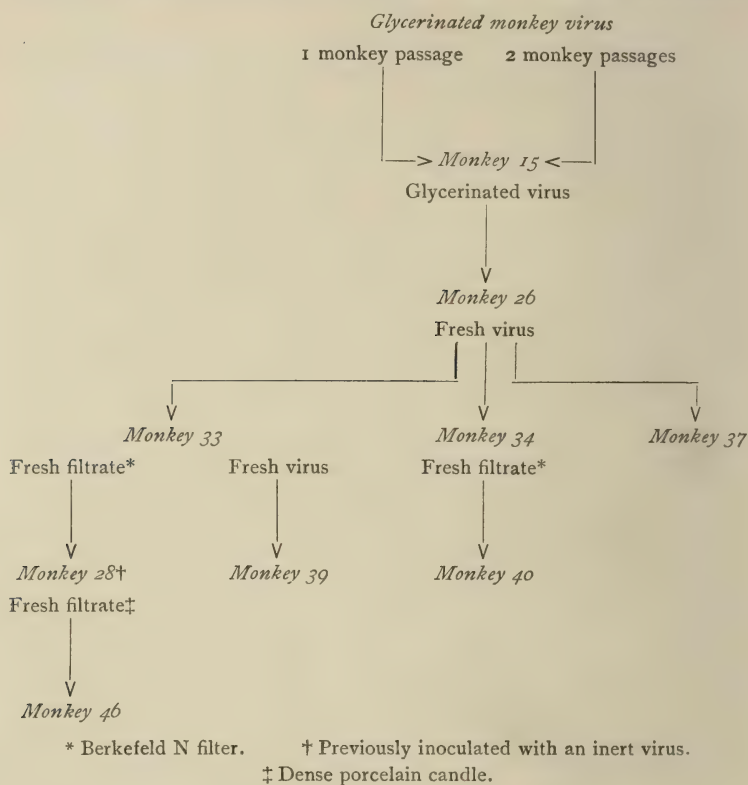 Glycerinated monkey virus
1 monkey passage 2 monkey passages
Monkey 15
Glycerinated virus
Monkey 26
Fresh virus
Monkey 33 Monkey 34 Monkey 37
Fresh filtrate* Fresh virus Fresh filtrate*
Monkey 28† Monkey 39 Monkey 40
Fresh filtrate‡
Monkey 46
* Berkefeld N filter. † Previously inoculated with an inert virus.
‡ Dense porcelain candle.